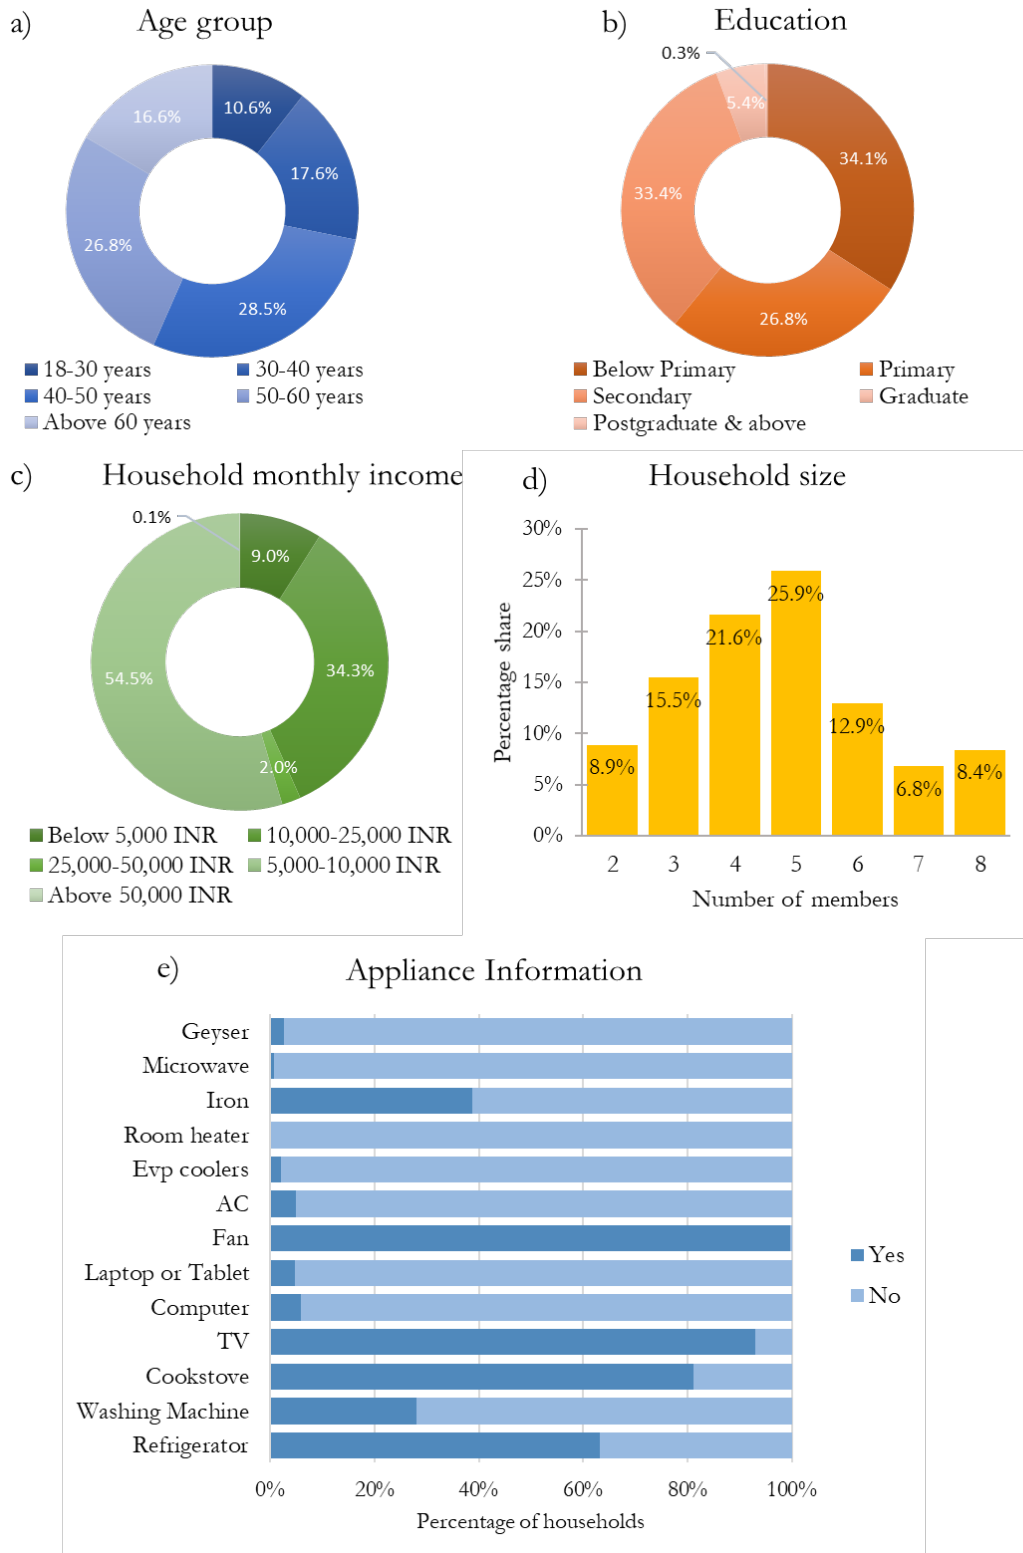 a) Age group
10.6%
17.6%
28.5%
26.8%
16.6%
18-30 years 30-40 years
40-50 years 50-60 years
Above 60 years
b) Education
0.3%
5.4%
34.1%
33.4%
26.8%
Below Primary Primary
Secondary Graduate
Postgraduate & above
c) Household monthly income
0.1%
9.0%
34.3%
54.5%
2.0%
Below 5,000 INR 10,000-25,000 INR
25,000-50,000 INR 5,000-10,000 INR
Above 50,000 INR
d) Household size
Percentage share
30%
25%
20%
15%
10%
5%
0%
8.9%
15.5%
21.6%
25.9%
12.9%
6.8%
8.4%
2 3 4 5 6 7 8
Number of members
e) Appliance Information
Geyser
Microwave
Iron
Room heater
Evp coolers
AC
Fan
Laptop or Tablet
Computer
TV
Cookstove
Washing Machine
Refrigerator
0% 20% 40% 60% 80% 100%
Percentage of households
Yes
No